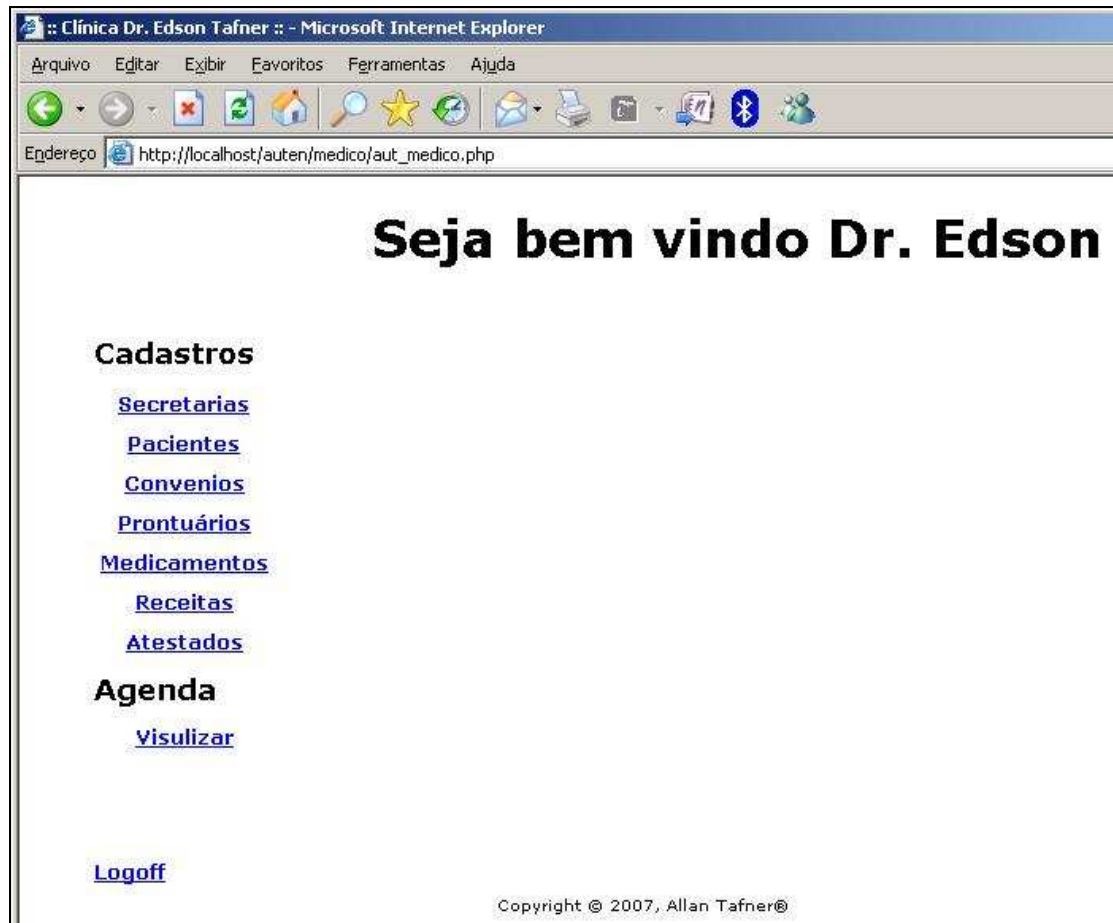 :: Clínica Dr. Edson Tafner :: - Microsoft Internet Explorer
Arquivo Editar Exibir Favoritos Ferramentas Ajuda
Endereço http://localhost/auten/medico/aut_medico.php
Seja bem vindo Dr. Edson
Cadastros
Secretarias
Pacientes
Convenios
Prontuários
Medicamentos
Receitas
Atestados
Agenda
Visulizar
Logoff
Copyright © 2007, Allan Tafner®